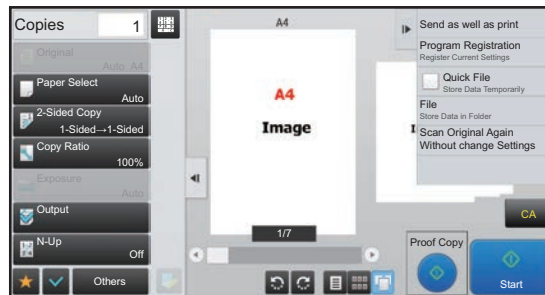 Copies
1
Original
Auto A4
Paper Select
Auto
2-Sided Copy
1-Sided→1-Sided
Copy Ratio
100%
Exposure
Auto
Output
N-Up
Off
Others
A4
A4
Image
I
1/7
Send as well as print
Program Registration
Register Current Settings
Quick File
Store Data Temporarily
File
Store Data in Folder
Scan Original Again
Without change Settings
CA
Proof Copy
Start